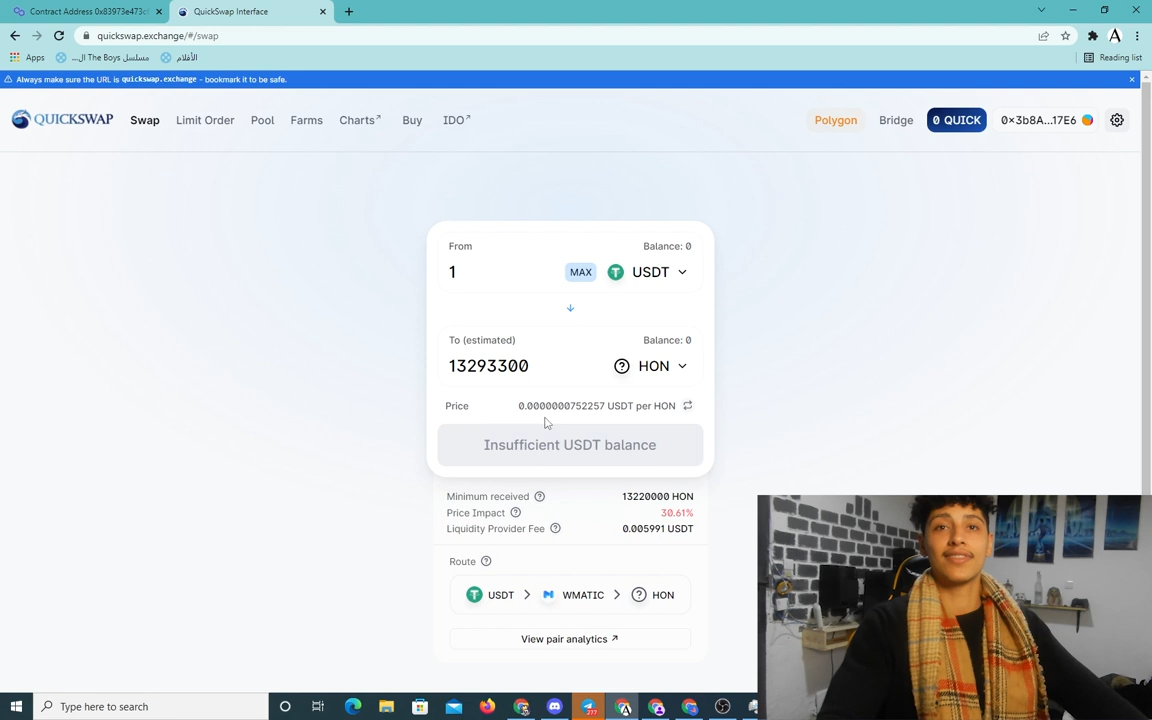 Contract Address 0x83973e473cf
QuickSwap Interface
quickswap.exchange/#/swap
Apps
مسلسل The Boys ال...
الأفلام
Reading list
Always make sure the URL is quickswap.exchange - bookmark it to be safe.
QUICKSWAP
Swap
Limit Order
Pool
Farms
Charts↗
Buy
IDO↗
Polygon
Bridge
0 QUICK
0×3b8A...17E6
From
Balance: 0
1
MAX
USDT
To (estimated)
Balance: 0
13293300
HON
Price
0.0000000752257 USDT per HON
Insufficient USDT balance
Minimum received
13220000 HON
Price Impact
30.61%
Liquidity Provider Fee
0.005991 USDT
Route
USDT > WMATIC > HON
View pair analytics ↗
Type here to search
277